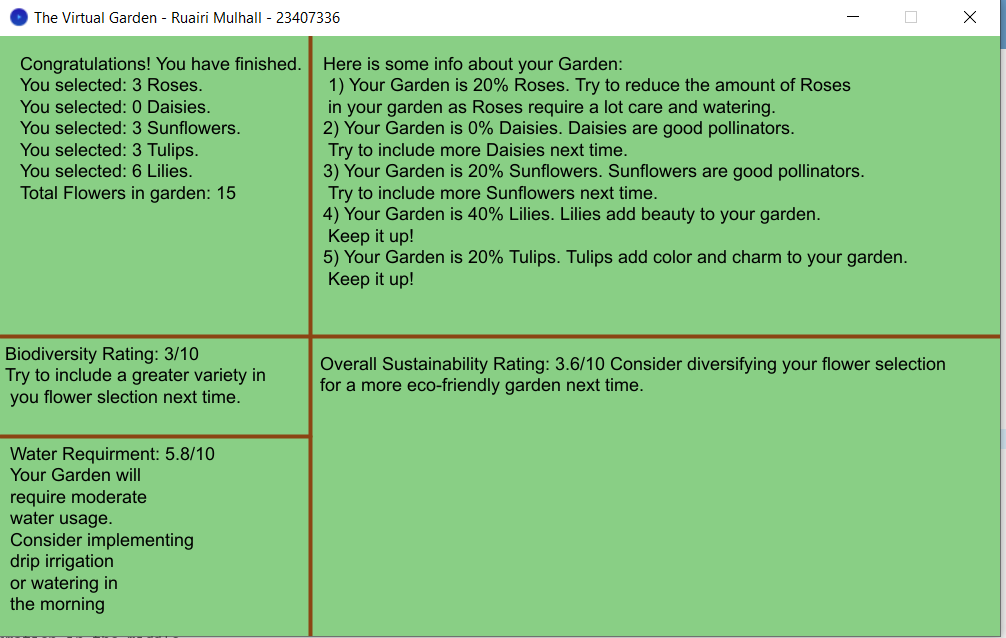 The Virtual Garden - Ruairi Mulhall - 23407336
Congratulations! You have finished.
You selected: 3 Roses.
You selected: 0 Daisies.
You selected: 3 Sunflowers.
You selected: 3 Tulips.
You selected: 6 Lilies.
Total Flowers in garden: 15
Here is some info about your Garden:
1) Your Garden is 20% Roses. Try to reduce the amount of Roses
in your garden as Roses require a lot care and watering.
2) Your Garden is 0% Daisies. Daisies are good pollinators.
Try to include more Daisies next time.
3) Your Garden is 20% Sunflowers. Sunflowers are good pollinators.
Try to include more Sunflowers next time.
4) Your Garden is 40% Lilies. Lilies add beauty to your garden.
Keep it up!
5) Your Garden is 20% Tulips. Tulips add color and charm to your garden.
Keep it up!
Biodiversity Rating: 3/10
Try to include a greater variety in
you flower slection next time.
Overall Sustainability Rating: 3.6/10 Consider diversifying your flower selection
for a more eco-friendly garden next time.
Water Requirment: 5.8/10
Your Garden will
require moderate
water usage.
Consider implementing
drip irrigation
or watering in
the morning